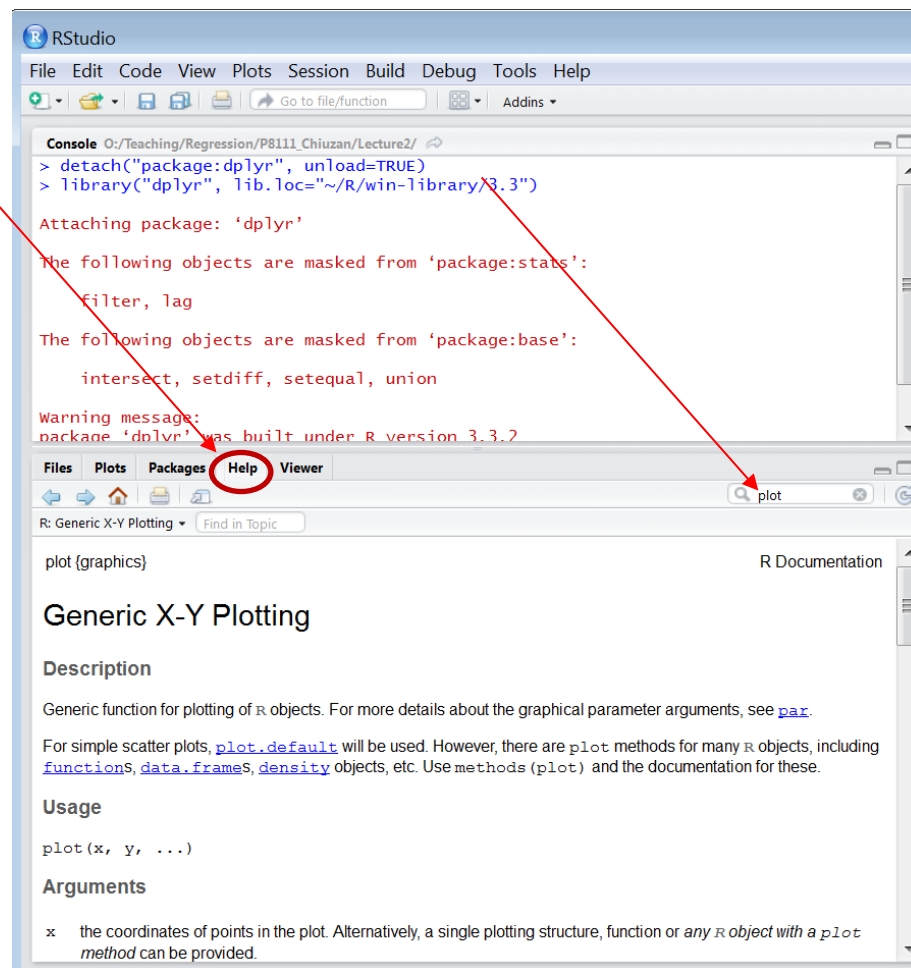 RStudio
File Edit Code View Plots Session Build Debug Tools Help
Go to file/function Addins
Console O:/Teaching/Regression/P8111_Chiuzan/Lecture2/
> detach("package:dplyr", unload=TRUE)
> library("dplyr", lib.loc="~/R/win-library/3.3")
Attaching package: ‘dplyr’
The following objects are masked from ‘package:stats’:
filter, lag
The following objects are masked from ‘package:base’:
intersect, setdiff, setequal, union
Warning message:
package ‘dplyr’ was built under R version 3.3.2
Files Plots Packages Help Viewer
plot
R: Generic X-Y Plotting Find in Topic
plot {graphics} R Documentation
Generic X-Y Plotting
Description
Generic function for plotting of R objects. For more details about the graphical parameter arguments, see par.
For simple scatter plots, plot.default will be used. However, there are plot methods for many R objects, including
functions, data.frames, density objects, etc. Use methods(plot) and the documentation for these.
Usage
plot(x, y, ...)
Arguments
x the coordinates of points in the plot. Alternatively, a single plotting structure, function or any R object with a plot
method can be provided.